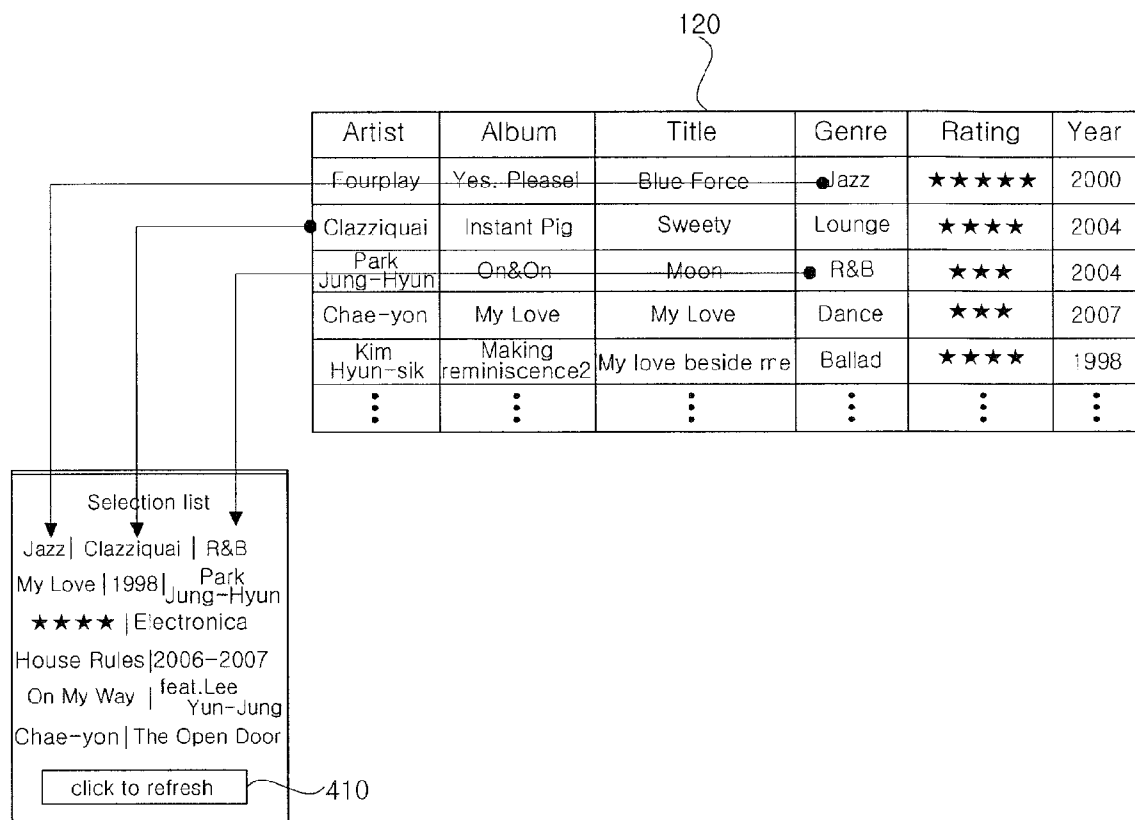 120
Artist Album Title Genre Rating Year
Fourplay Yes. Please! Blue Force Jazz ★★★★★ 2000
Clazziquai Instant Pig Sweety Lounge ★★★★ 2004
Park
Jung-Hyun On&On Moon R&B ★★★ 2004
Chae-yon My Love My Love Dance ★★★ 2007
Kim Making
Hyun-sik reminiscence2 My love beside me Ballad ★★★★ 1998
Selection list
Jazz| Clazziquai | R&B
My Love |1998| Park
Jung-Hyun
★★★★ |Electronica
House Rules|2006-2007
On My Way | feat.Lee
Yun-Jung
Chae-yon|The Open Door
click to refresh 410